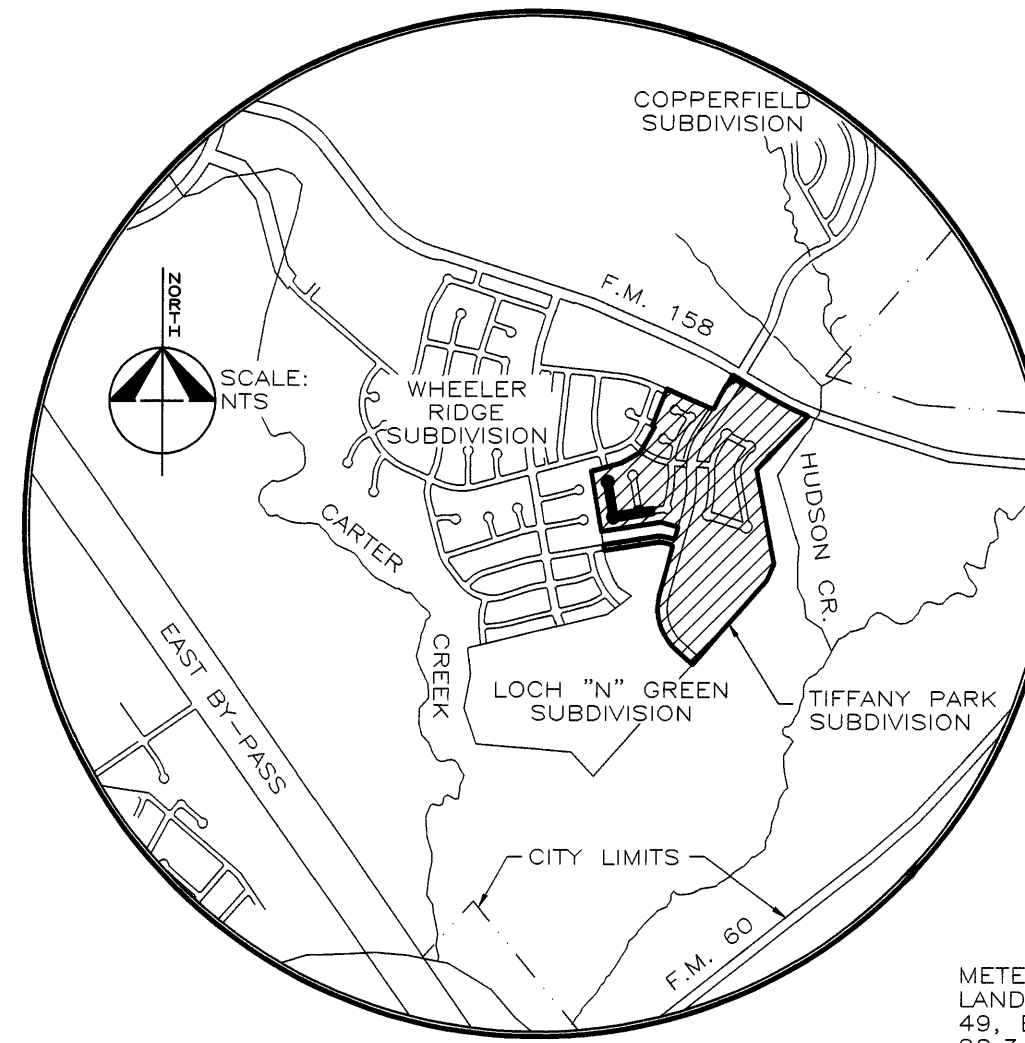 COPPERFIELD
SUBDIVISION
NORTH
F.M. 158
SCALE:
NTS
WHEELER
RIDGE
SUBDIVISION
HUDSON CR.
CARTER
CREEK
EAST BY-PASS
LOCH "N" GREEN
SUBDIVISION
TIFFANY PARK
SUBDIVISION
CITY LIMITS
F.M. 60
METE
LAND
49, E